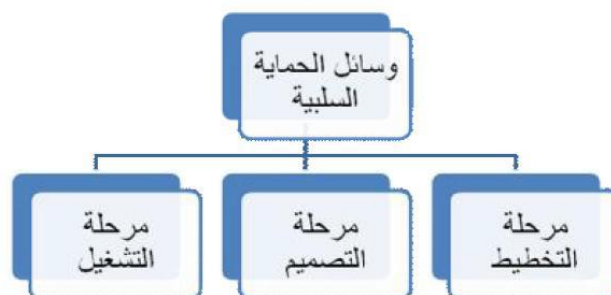 وسائل الحماية
السلبية
مرحلة
التخطيط
مرحلة
التصميم
مرحلة
التشغيل